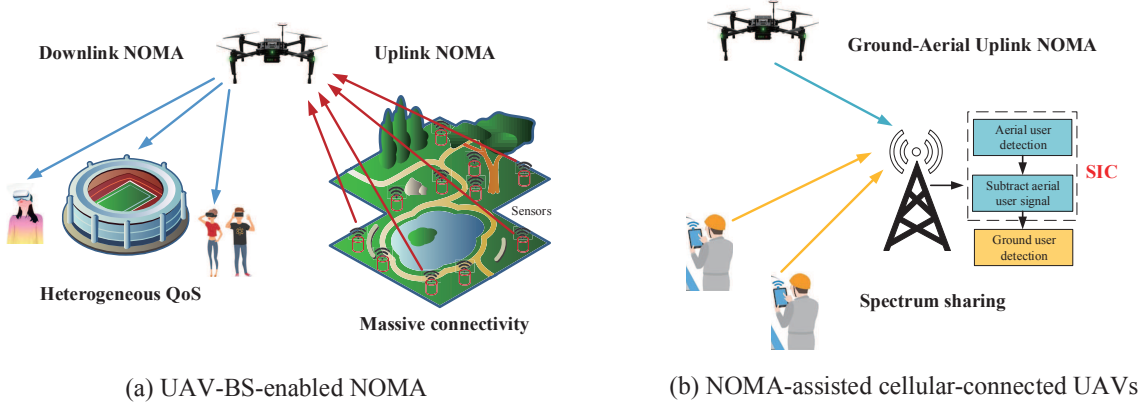 Downlink NOMA
Uplink NOMA
Sensors
Heterogeneous QoS
Massive connectivity
(a) UAV-BS-enabled NOMA
Ground-Aerial Uplink NOMA
Aerial user
detection
SIC
Subtract aerial
user signal
Ground user
detection
Spectrum sharing
(b) NOMA-assisted cellular-connected UAVs